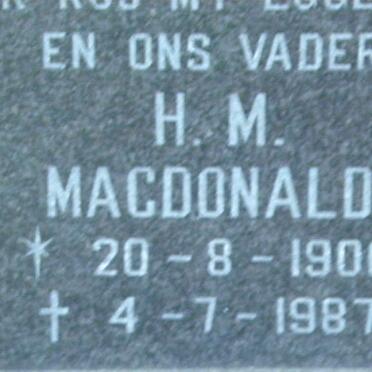 EN ONS VADER
H. M.
MACDONALD
* 20 - 8 - 190
† 4 - 7 - 1987